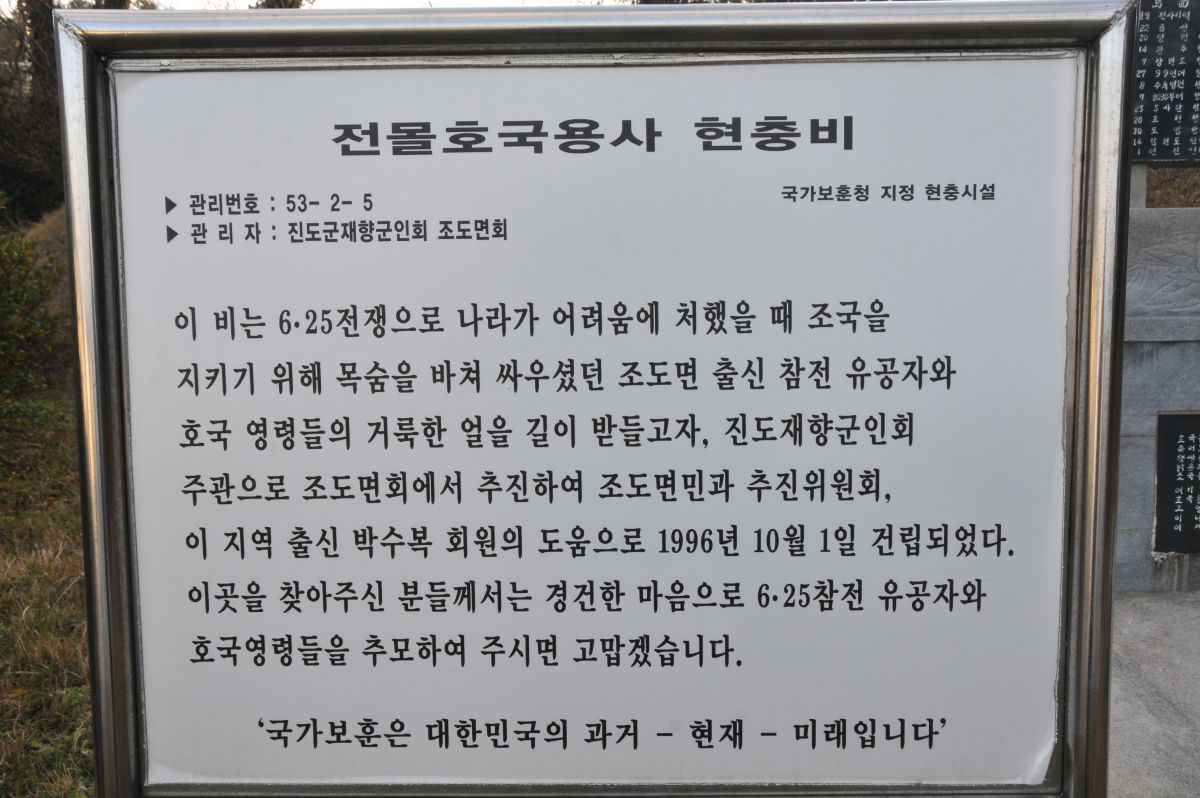 전몰호국용사 현충비
▶ 관리번호 : 53- 2- 5
국가보훈청 지정 현충시설
▶ 관 리 자 : 진도군재향군인회 조도면회
이 비는 6·25전쟁으로 나라가 어려움에 처했을 때 조국을
지키기 위해 목숨을 바쳐 싸우셨던 조도면 출신 참전 유공자와
호국 영령들의 거룩한 얼을 길이 받들고자, 진도재향군인회
주관으로 조도면회에서 추진하여 조도면민과 추진위원회,
이 지역 출신 박수복 회원의 도움으로 1996년 10월 1일 건립되었다.
이곳을 찾아주신 분들께서는 경건한 마음으로 6·25참전 유공자와
호국영령들을 추모하여 주시면 고맙겠습니다.
‘국가보훈은 대한민국의 과거 – 현재 – 미래입니다’